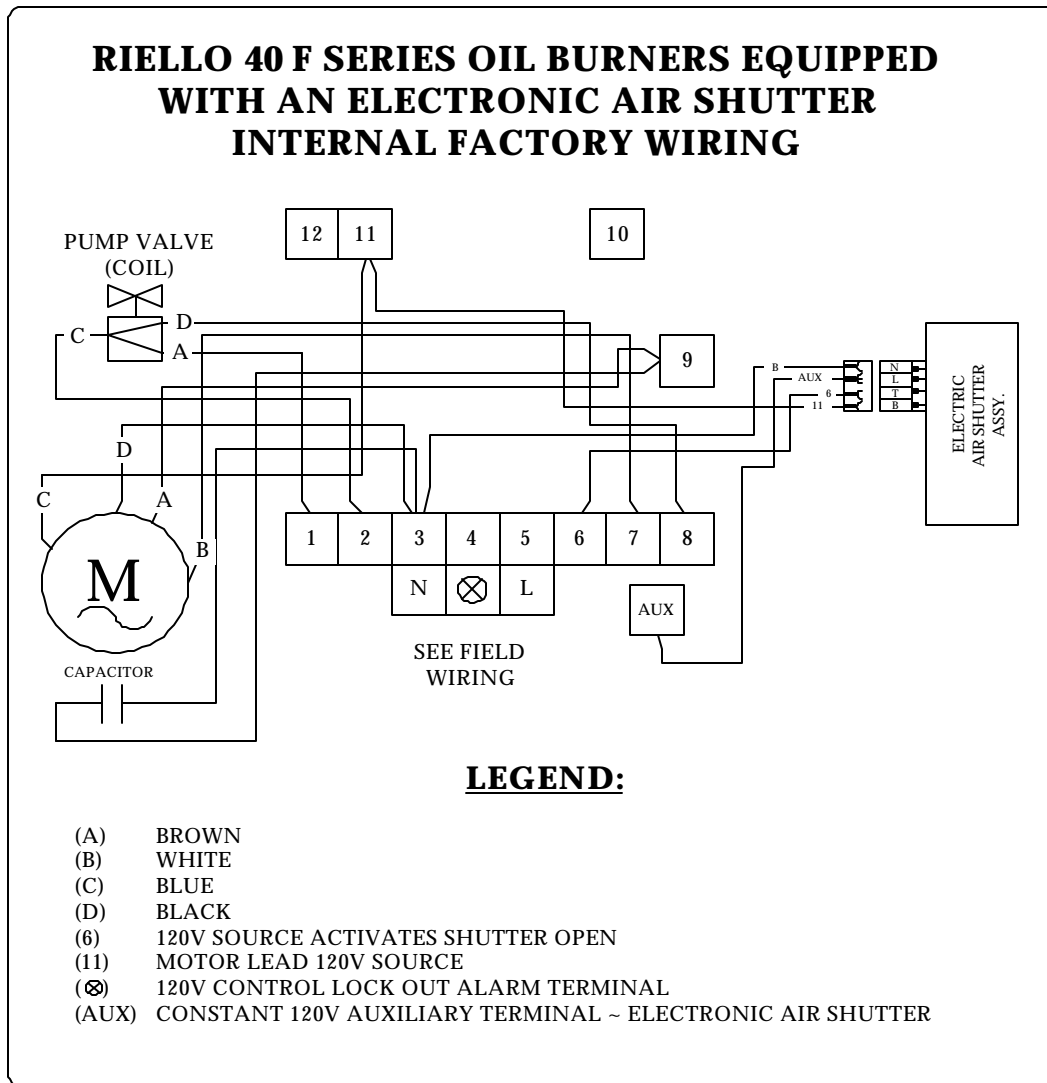 RIELLO 40 F SERIES OIL BURNERS EQUIPPED
WITH AN ELECTRONIC AIR SHUTTER
INTERNAL FACTORY WIRING
12 11 10
PUMP VALVE
(COIL)
C D
A
9
B N
AUX L
6 T
11 B
ELECTRIC
AIR SHUTTER
ASSY.
D
C A
B
M
1 2 3 4 5 6 7 8
N L
AUX
SEE FIELD
WIRING
CAPACITOR
LEGEND:
(A) BROWN
(B) WHITE
(C) BLUE
(D) BLACK
(6) 120V SOURCE ACTIVATES SHUTTER OPEN
(11) MOTOR LEAD 120V SOURCE
(⊗) 120V CONTROL LOCK OUT ALARM TERMINAL
(AUX) CONSTANT 120V AUXILIARY TERMINAL ~ ELECTRONIC AIR SHUTTER